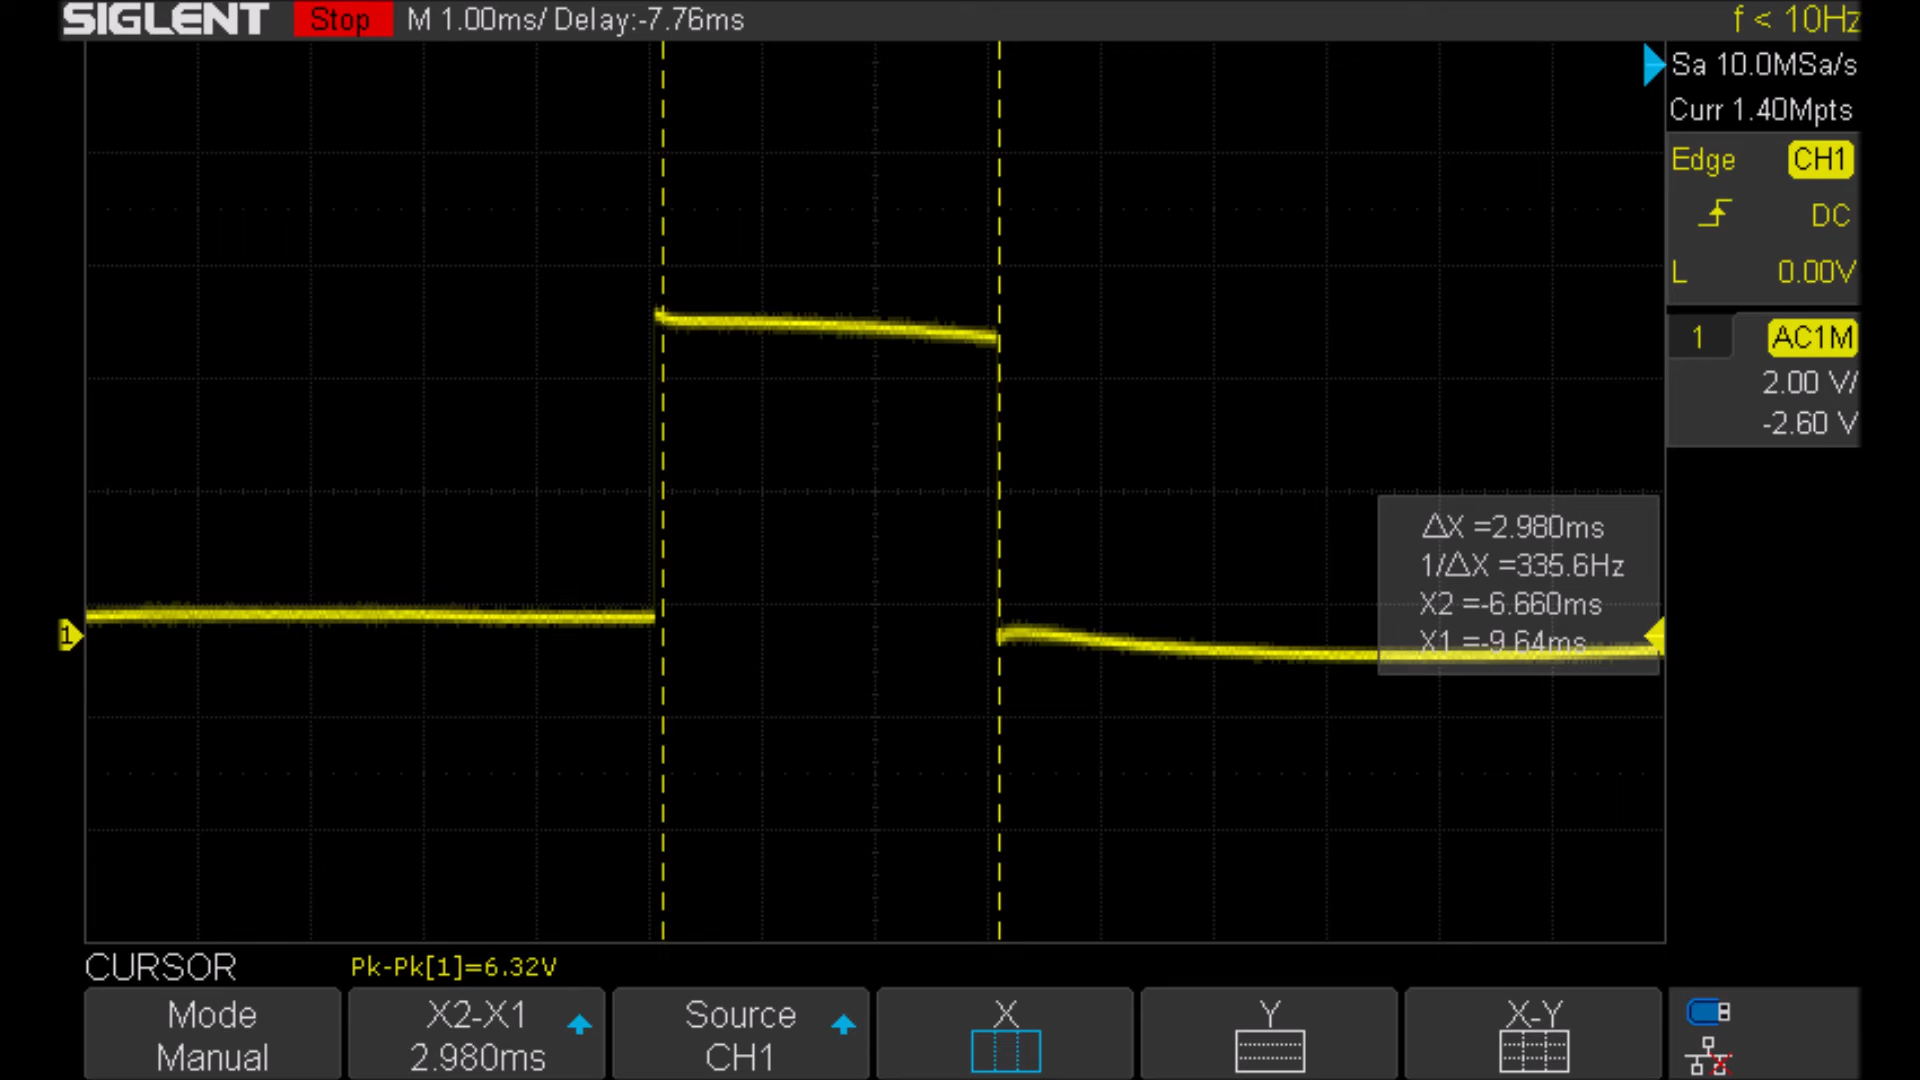 SIGLENT Stop M 1.00ms/ Delay:-7.76ms f < 10Hz
Sa 10.0MSa/s
Curr 1.40Mpts
Edge CH1
DC
L 0.00V
1 AC1M
2.00 V/
-2.60 V
1
ΔX =2.980ms
1/ΔX =335.6Hz
X2 =-6.660ms
X1 =-9.64ms
CURSOR Pk-Pk[1]=6.32V
Mode
Manual
X2-X1
2.980ms
Source
CH1
X
Y
X-Y